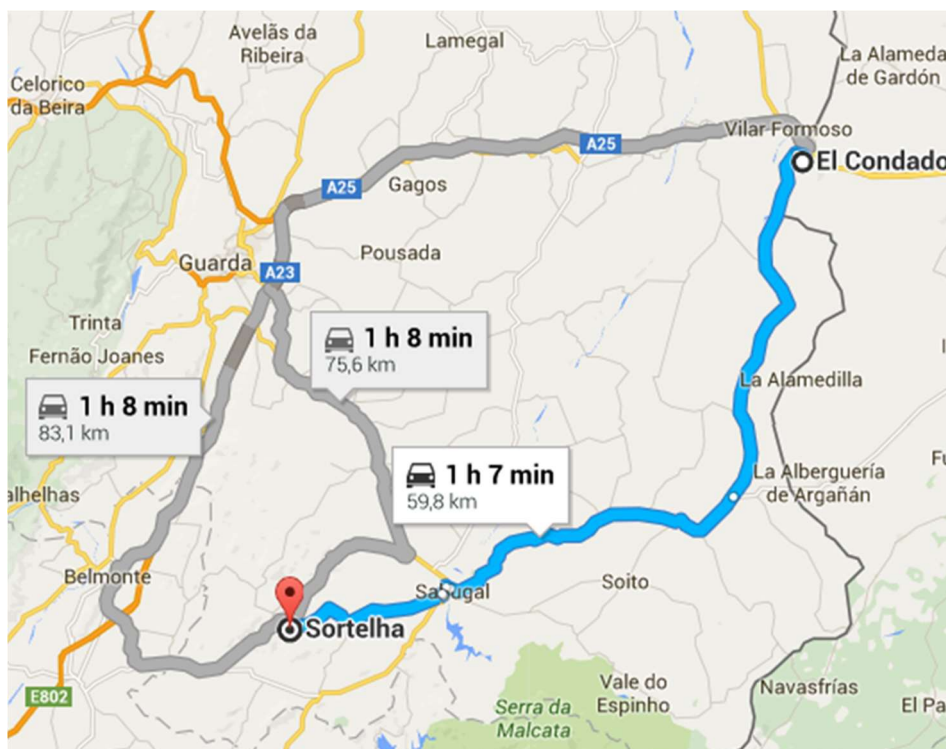 Avelãs da
Ribeira
Lamegal
La Alameda
de Gardón
Celorico
da Beira
Vilar Formoso
A25
El Condado
A25
Gagos
Pousada
Guarda
A23
Trinta
1 h 8 min
75,6 km
Fernão Joanes
La Alamedilla
1 h 8 min
83,1 km
1 h 7 min
59,8 km
La Alberguería
de Argañán
Fu
alhelhas
Belmonte
Soito
Sabugal
Sortelha
E802
Vale do
Espinho
Navasfrías
Serra da
Malcata
El Pa